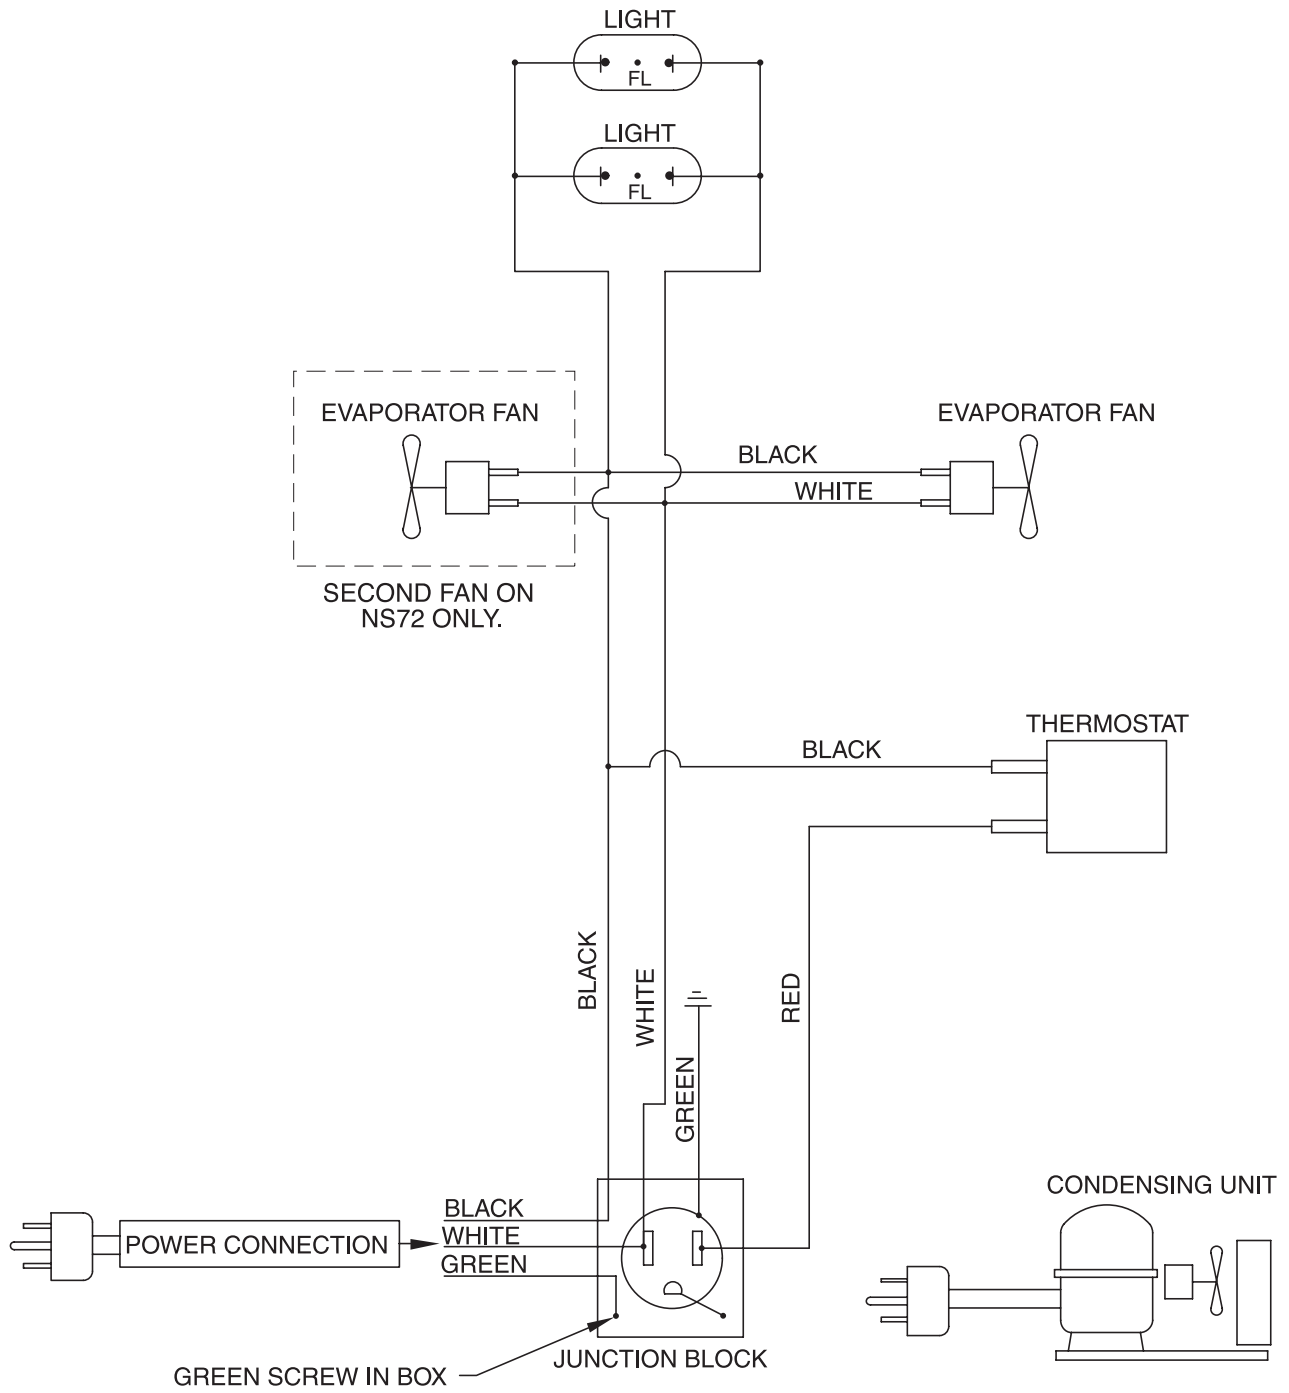 LIGHT
FL
LIGHT
FL
EVAPORATOR FAN
EVAPORATOR FAN
BLACK
WHITE
SECOND FAN ON
NS72 ONLY.
THERMOSTAT
BLACK
BLACK
WHITE
RED
GREEN
CONDENSING UNIT
BLACK
WHITE
GREEN
POWER CONNECTION
JUNCTION BLOCK
GREEN SCREW IN BOX